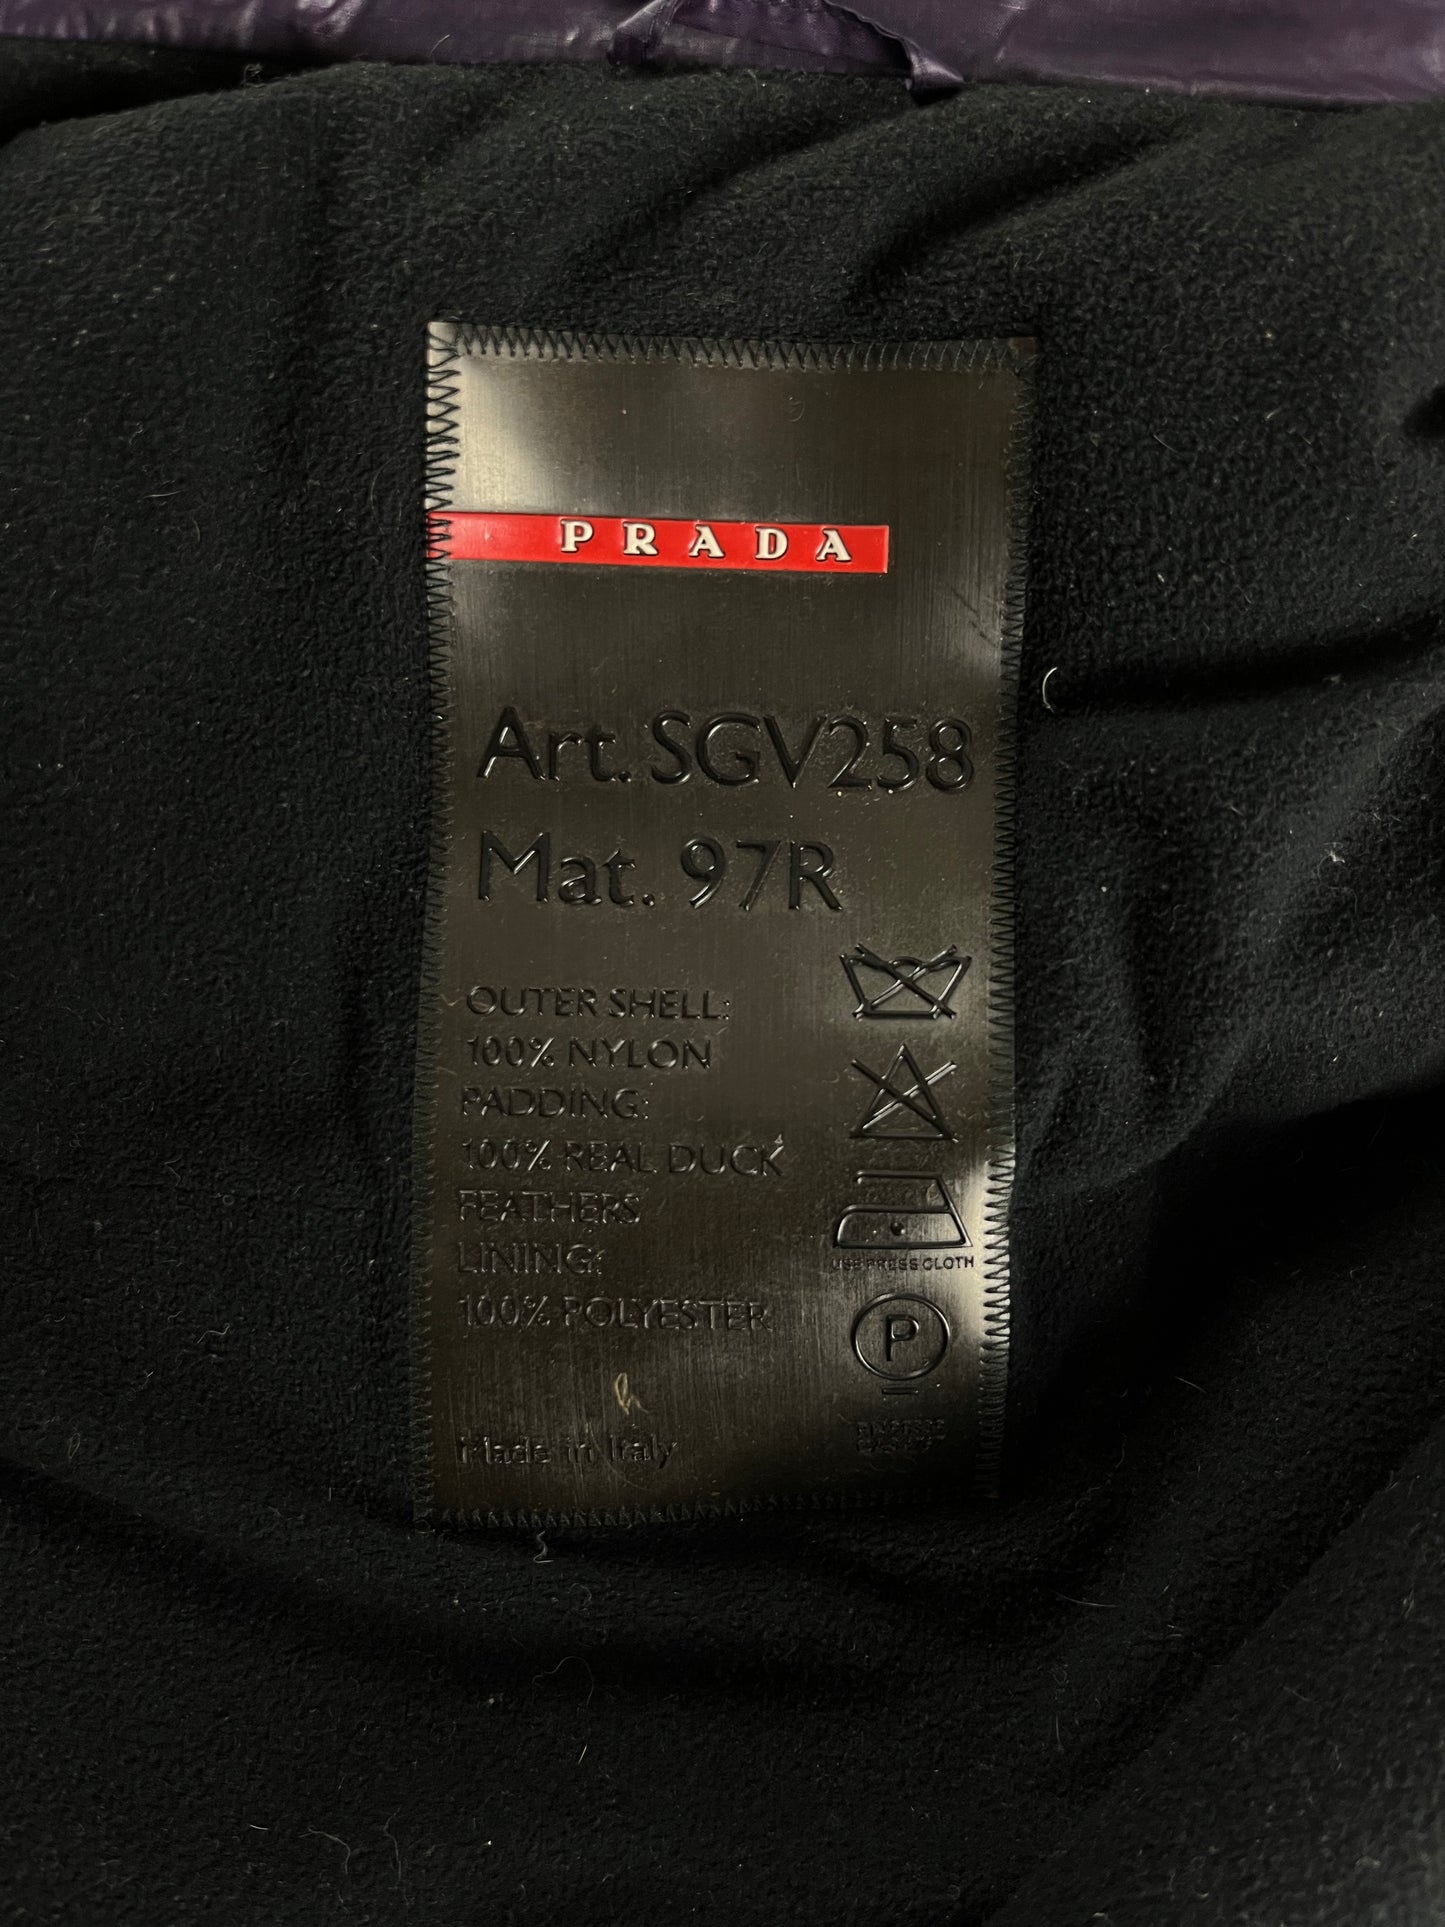 PRADA
Art. SGV258
Mat. 97R
OUTER SHELL:
100% NYLON
PADDING:
100% REAL DUCK
FEATHERS
LINING:
100% POLYESTER
USE PRESS CLOTH
P
Made in Italy